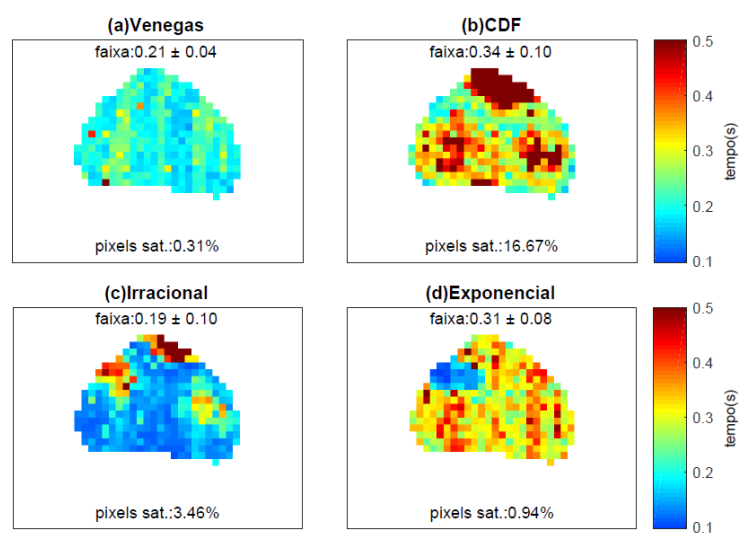 (a)Venegas
faixa:0.21 ± 0.04
pixels sat.:0.31%
(b)CDF
faixa:0.34 ± 0.10
pixels sat.:16.67%
0.5
0.4
0.3
0.2
0.1
tempo(s)
(c)Irracional
faixa:0.19 ± 0.10
pixels sat.:3.46%
(d)Exponencial
faixa:0.31 ± 0.08
pixels sat.:0.94%
0.5
0.4
0.3
0.2
0.1
tempo(s)